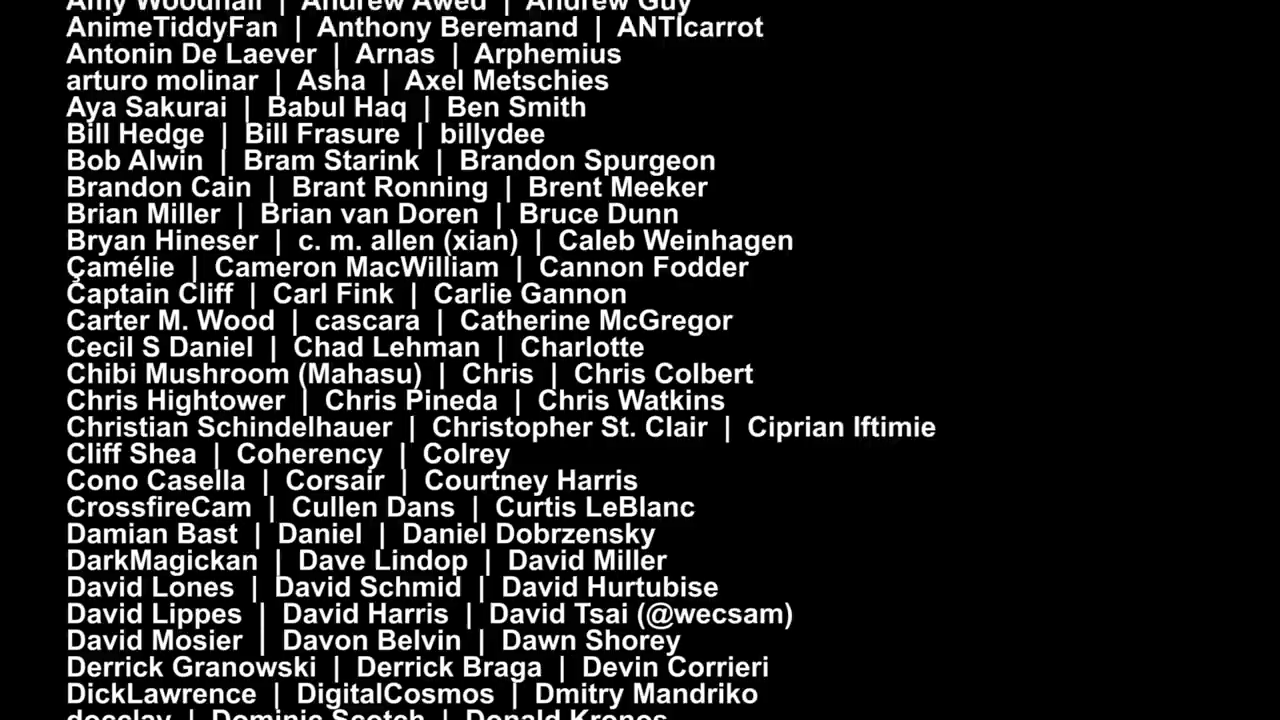 Amy Woodhall | Andrew Awed | Andrew Guy
AnimeTiddyFan | Anthony Beremand | ANTIcarrot
Antonin De Laever | Arnas | Arphemius
arturo molinar | Asha | Axel Metschies
Aya Sakurai | Babul Haq | Ben Smith
Bill Hedge | Bill Frasure | billydee
Bob Alwin | Bram Starink | Brandon Spurgeon
Brandon Cain | Brant Ronning | Brent Meeker
Brian Miller | Brian van Doren | Bruce Dunn
Bryan Hineser | c. m. allen (xian) | Caleb Weinhagen
Çamélie | Cameron MacWilliam | Cannon Fodder
Captain Cliff | Carl Fink | Carlie Gannon
Carter M. Wood | cascara | Catherine McGregor
Cecil S Daniel | Chad Lehman | Charlotte
Chibi Mushroom (Mahasu) | Chris | Chris Colbert
Chris Hightower | Chris Pineda | Chris Watkins
Christian Schindelhauer | Christopher St. Clair | Ciprian Iftimie
Cliff Shea | Coherency | Colrey
Cono Casella | Corsair | Courtney Harris
CrossfireCam | Cullen Dans | Curtis LeBlanc
Damian Bast | Daniel | Daniel Dobrzensky
DarkMagickan | Dave Lindop | David Miller
David Lones | David Schmid | David Hurtubise
David Lippes | David Harris | David Tsai (@wecsam)
David Mosier | Davon Belvin | Dawn Shorey
Derrick Granowski | Derrick Braga | Devin Corrieri
DickLawrence | DigitalCosmos | Dmitry Mandriko
| Dominic Scotch | Donald Kronos